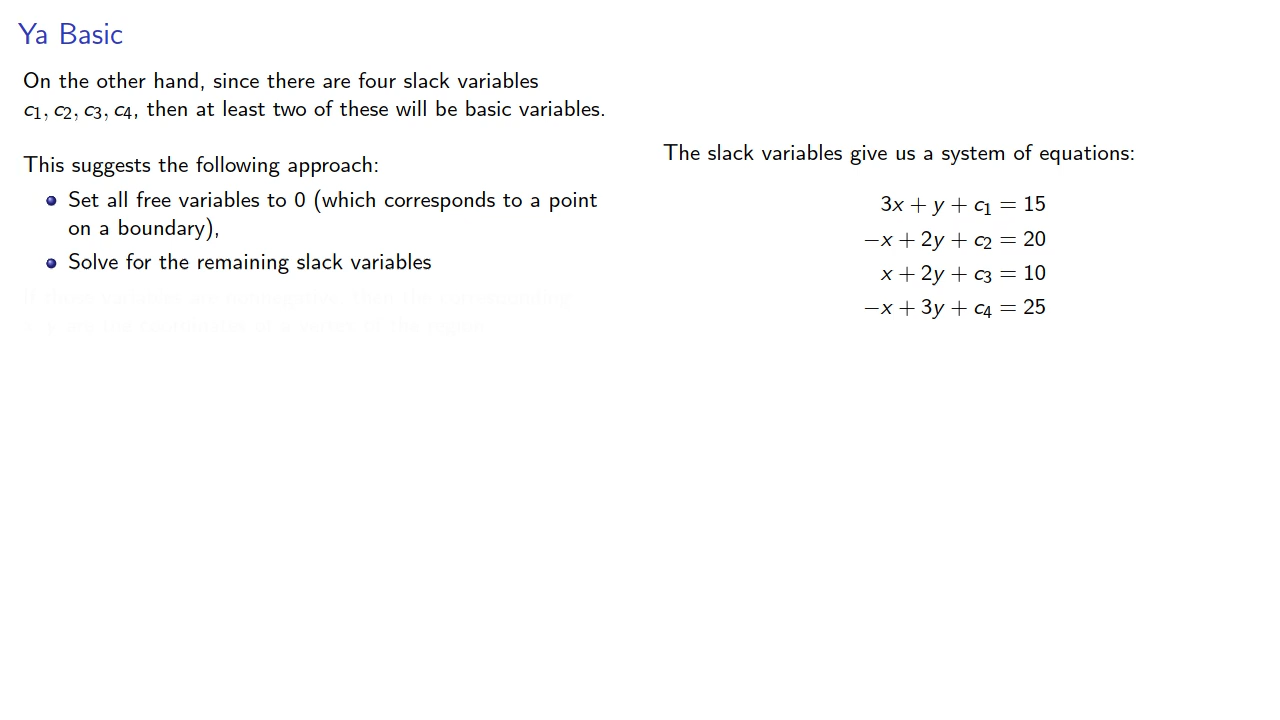 Ya Basic
On the other hand, since there are four slack variables
c₁, c₂, c₃, c₄, then at least two of these will be basic variables.
This suggests the following approach:
Set all free variables to 0 (which corresponds to a point
on a boundary),
Solve for the remaining slack variables
The slack variables give us a system of equations:
3x + y + c₁ = 15
−x + 2y + c₂ = 20
x + 2y + c₃ = 10
−x + 3y + c₄ = 25